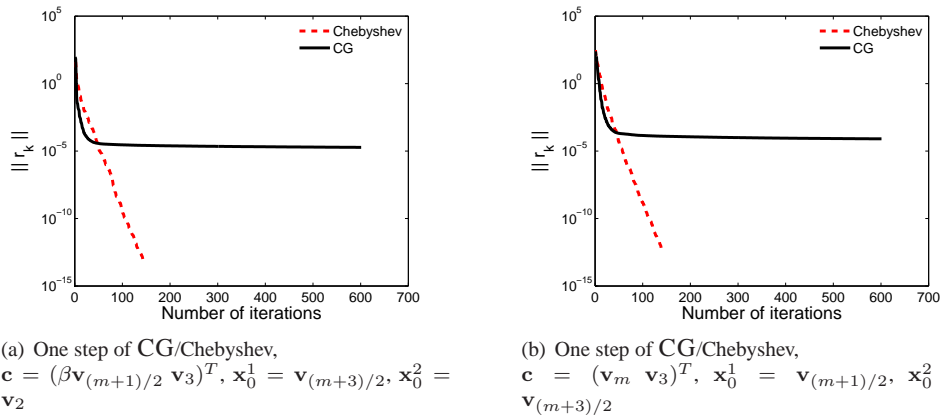 10^5
10^0
10^−5
10^−10
10^−15
|| r_k ||
Chebyshev
CG
0 100 200 300 400 500 600 700
Number of iterations
(a) One step of CG/Chebyshev,
c = (βv_{(m+1)/2} v_3)^T, x_0^1 = v_{(m+3)/2}, x_0^2 =
v_2
10^5
10^0
10^−5
10^−10
10^−15
|| r_k ||
Chebyshev
CG
0 100 200 300 400 500 600 700
Number of iterations
(b) One step of CG/Chebyshev,
c = (v_m v_3)^T, x_0^1 = v_{(m+1)/2}, x_0^2
v_{(m+3)/2}